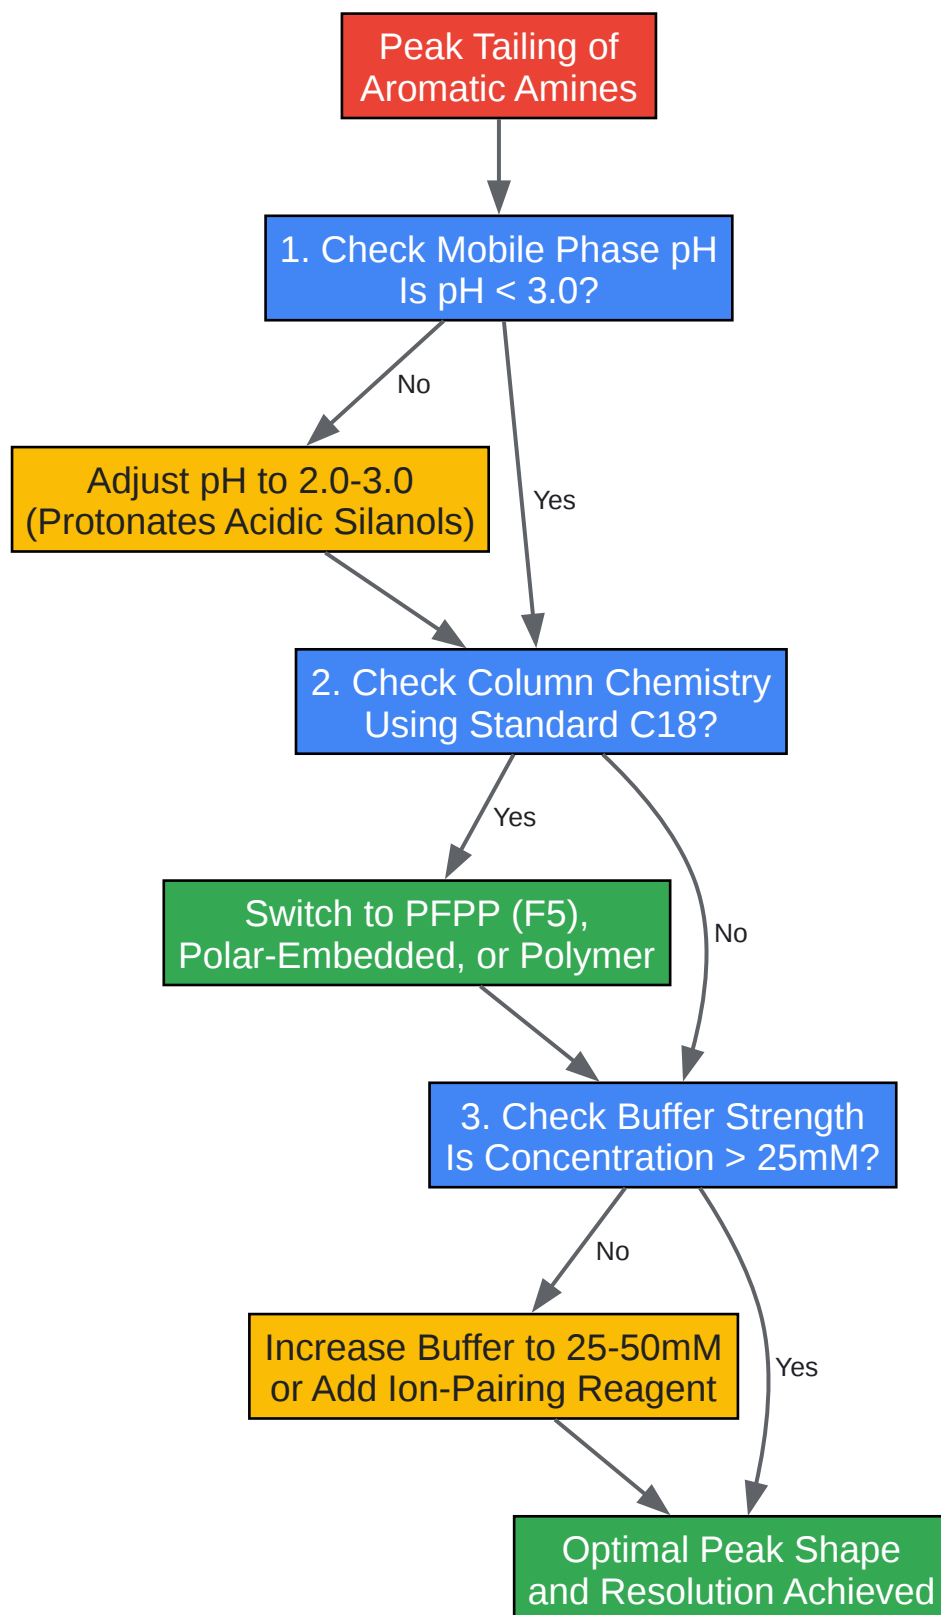 Peak Tailing of
Aromatic Amines
1. Check Mobile Phase pH
Is pH < 3.0?
No
Adjust pH to 2.0-3.0
(Protonates Acidic Silanols)
Yes
2. Check Column Chemistry
Using Standard C18?
Yes
Switch to PFPP (F5),
Polar-Embedded, or Polymer
No
3. Check Buffer Strength
Is Concentration > 25mM?
No
Increase Buffer to 25-50mM
or Add Ion-Pairing Reagent
Yes
Optimal Peak Shape
and Resolution Achieved